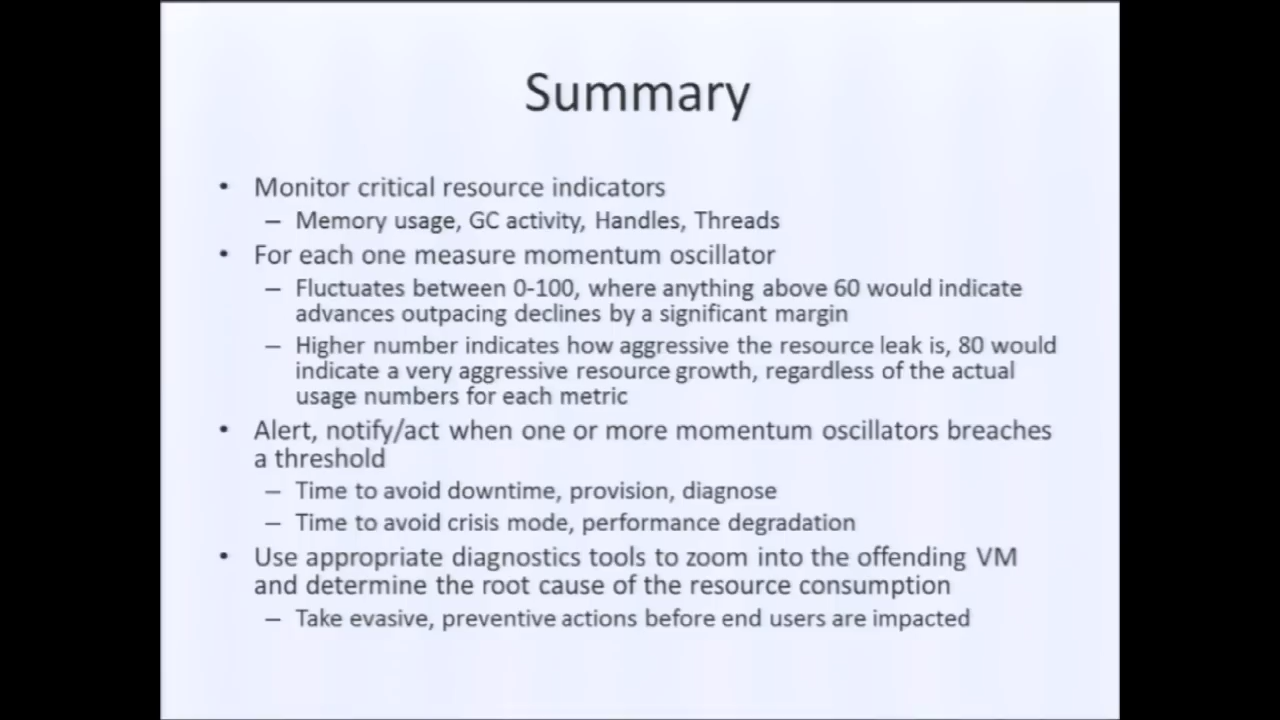 Summary
• Monitor critical resource indicators
– Memory usage, GC activity, Handles, Threads
• For each one measure momentum oscillator
– Fluctuates between 0-100, where anything above 60 would indicate
advances outpacing declines by a significant margin
– Higher number indicates how aggressive the resource leak is, 80 would
indicate a very aggressive resource growth, regardless of the actual
usage numbers for each metric
• Alert, notify/act when one or more momentum oscillators breaches
a threshold
– Time to avoid downtime, provision, diagnose
– Time to avoid crisis mode, performance degradation
• Use appropriate diagnostics tools to zoom into the offending VM
and determine the root cause of the resource consumption
– Take evasive, preventive actions before end users are impacted